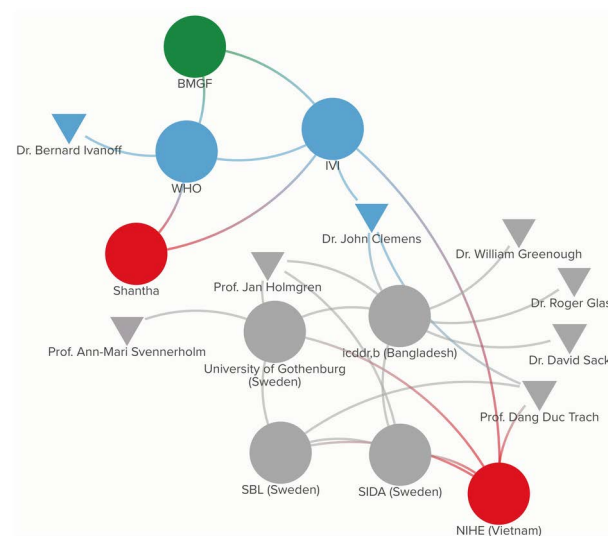 BMGF
Dr. Bernard Ivanoff
WHO
IVI
Dr. John Clemens
Dr. William Greenough
Shantha
Prof. Jan Holmgren
Dr. Roger Glas
Prof. Ann-Mari Svennerholm
University of Gothenburg
(Sweden)
Icddr,b (Bangladesh)
Dr. David Sack
Prof. Dang Duc Trach
SBL (Sweden)
SIDA (Sweden)
NIHE (Vietnam)